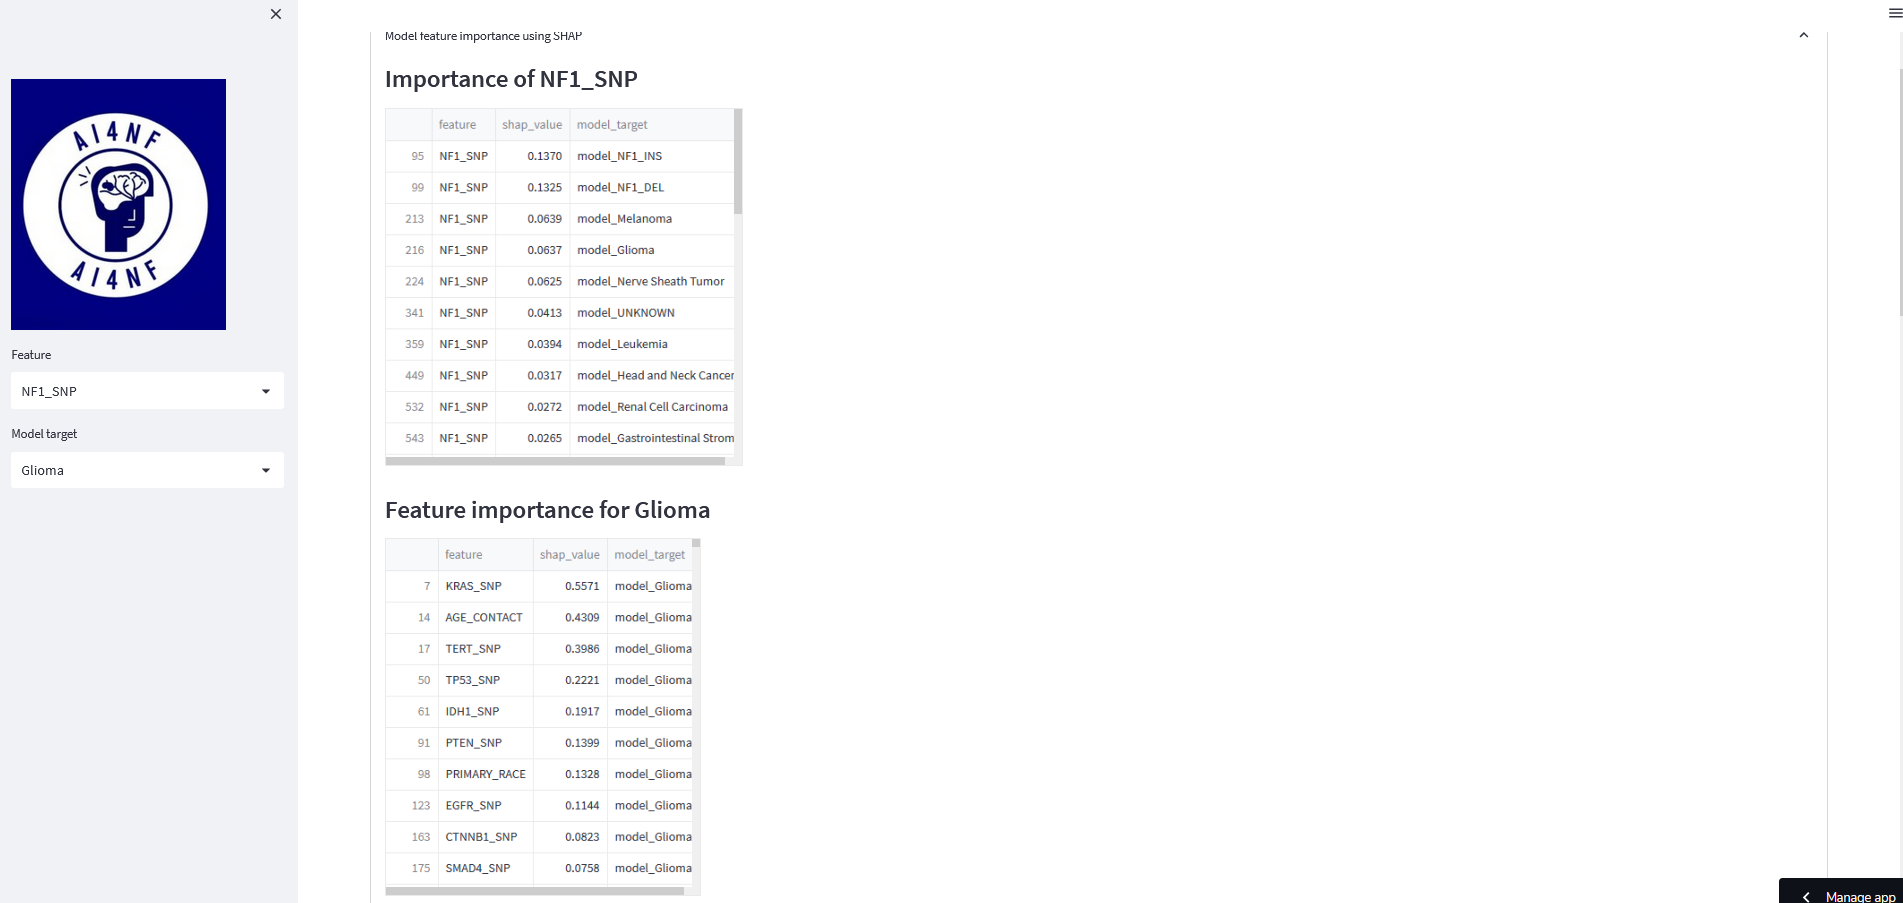 AI4NF
AI4NF
Feature
NF1_SNP
Model target
Glioma
Model feature importance using SHAP
Importance of NF1_SNP
feature shap_value model_target
95 NF1_SNP 0.1370 model_NF1_INS
99 NF1_SNP 0.1325 model_NF1_DEL
213 NF1_SNP 0.0639 model_Melanoma
216 NF1_SNP 0.0637 model_Glioma
224 NF1_SNP 0.0625 model_Nerve Sheath Tumor
341 NF1_SNP 0.0413 model_UNKNOWN
359 NF1_SNP 0.0394 model_Leukemia
449 NF1_SNP 0.0317 model_Head and Neck Cancer
532 NF1_SNP 0.0272 model_Renal Cell Carcinoma
543 NF1_SNP 0.0265 model_Gastrointestinal Strom
Feature importance for Glioma
feature shap_value model_target
7 KRAS_SNP 0.5571 model_Glioma
14 AGE_CONTACT 0.4309 model_Glioma
17 TERT_SNP 0.3986 model_Glioma
50 TP53_SNP 0.2221 model_Glioma
61 IDH1_SNP 0.1917 model_Glioma
91 PTEN_SNP 0.1399 model_Glioma
98 PRIMARY_RACE 0.1328 model_Glioma
123 EGFR_SNP 0.1144 model_Glioma
163 CTNNB1_SNP 0.0823 model_Glioma
175 SMAD4_SNP 0.0758 model_Glioma
Manage app